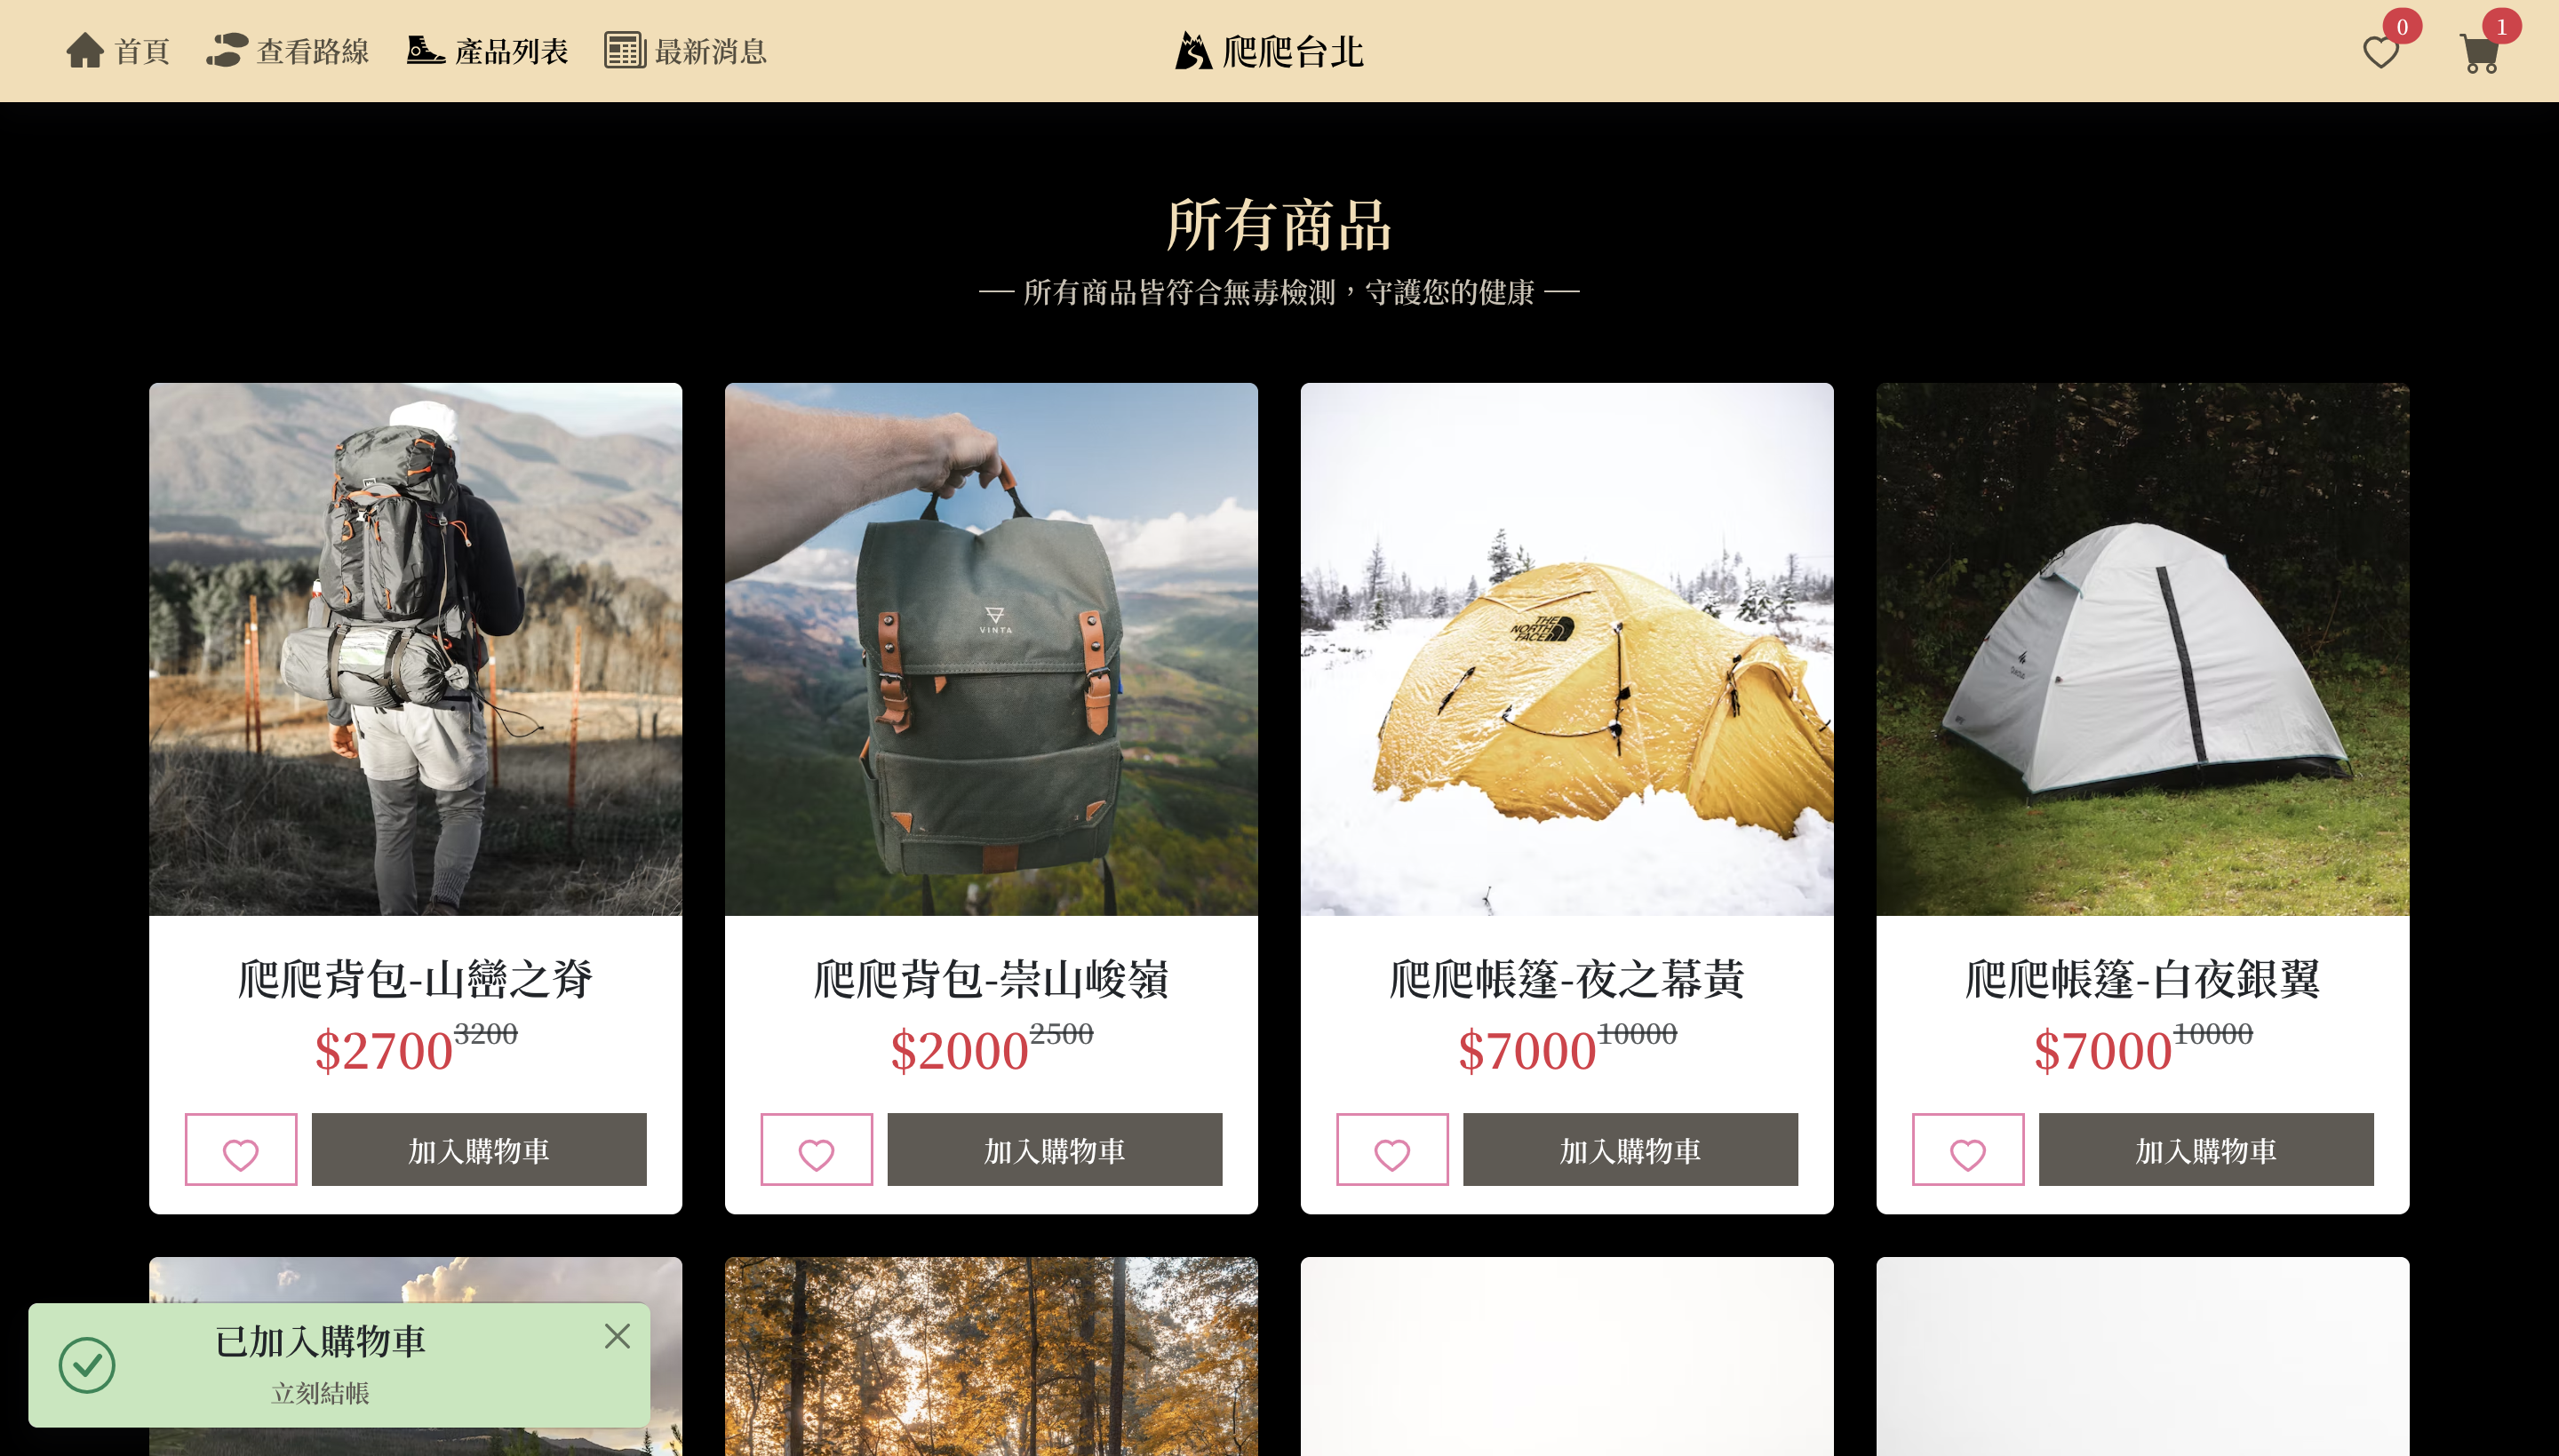 首頁
查看路線
產品列表
最新消息
爬爬台北
0
1
所有商品
— 所有商品皆符合無毒檢測，守護您的健康 —
VINTA
THE
NORTH
FACE
爬爬背包-山巒之脊
$2700 3200
加入購物車
爬爬背包-崇山峻嶺
$2000 2500
加入購物車
爬爬帳篷-夜之幕黃
$7000 10000
加入購物車
爬爬帳篷-白夜銀翼
$7000 10000
加入購物車
已加入購物車
立刻結帳